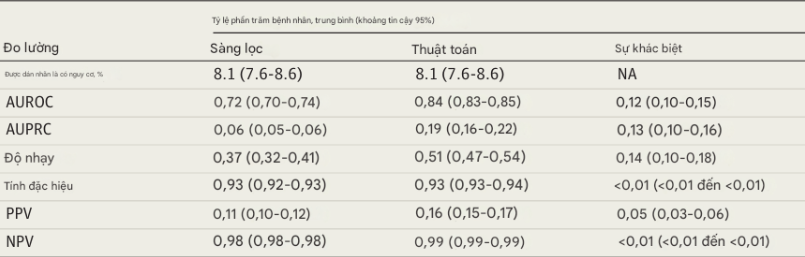 Tỷ lệ phần trăm bệnh nhân, trung bình (khoảng tin cậy 95%)
Đo lường Sàng lọc Thuật toán Sự khác biệt
Được dán nhãn là có nguy cơ, % 8.1 (7.6-8.6) 8.1 (7.6-8.6) NA
AUROC 0,72 (0,70-0,74) 0,84 (0,83-0,85) 0,12 (0,10-0,15)
AUPRC 0,06 (0,05-0,06) 0,19 (0,16-0,22) 0,13 (0,10-0,16)
Độ nhạy 0,37 (0,32-0,41) 0,51 (0,47-0,54) 0,14 (0,10-0,18)
Tính đặc hiệu 0,93 (0,92-0,93) 0,93 (0,93-0,94) <0,01 (<0,01 đến <0,01)
PPV 0,11 (0,10-0,12) 0,16 (0,15-0,17) 0,05 (0,03-0,06)
NPV 0,98 (0,98-0,98) 0,99 (0,99-0,99) <0,01 (<0,01 đến <0,01)